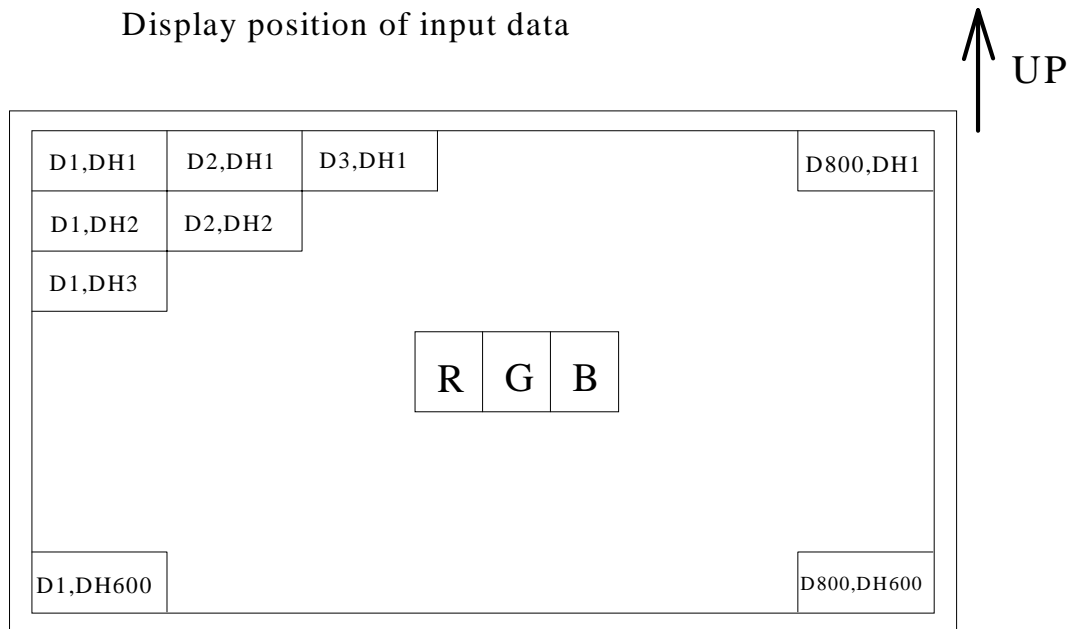 Display position of input data
UP
D1,DH1 D2,DH1 D3,DH1 D800,DH1
D1,DH2 D2,DH2
D1,DH3
R G B
D1,DH600 D800,DH600